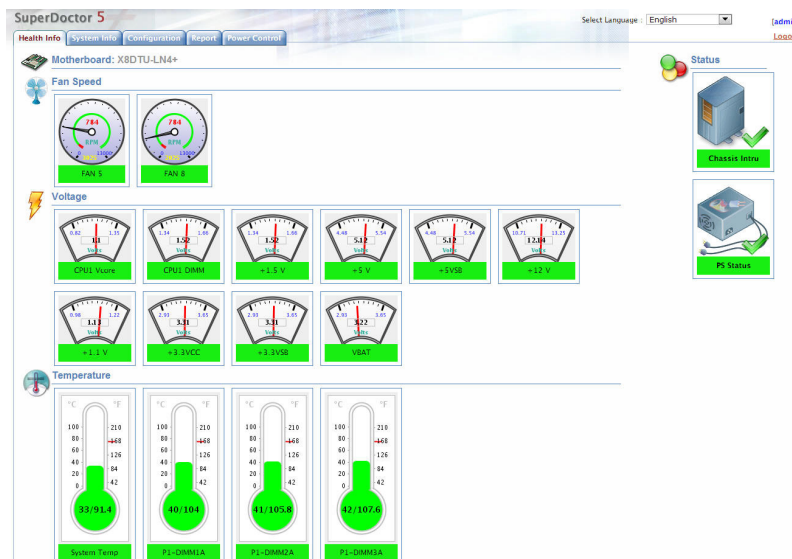 SuperDoctor 5
Select Language : English
[admi
Logo
Health Info System Info Configuration Report Power Control
Motherboard: X8DTU-LN4+
Status
Fan Speed
784 784
RPM RPM
0 13000 0 13000
FAN 5 FAN 8
Chassis Intru
Voltage
0.82 1.35 1.34 1.66 1.34 1.66 4.48 5.54 4.48 5.54 10.71 13.25
1.1 1.52 1.52 5.12 5.12
Volts Volts Volts Volts Volts Volts
CPU1 Vcore CPU1 DIMM +1.5 V +5 V +5VSB +12 V
PS Status
0.98 1.22 2.93 3.65 2.93 3.65 2.93 3.65
1.13 3.31 3.31 3.22
Volts Volts Volts Volts
+1.1 V +3.3VCC +3.3VSB VBAT
Temperature
°C °F °C °F °C °F °C °F
100 210 100 210 100 210 100 210
80 168 80 168 80 168 80 168
60 126 60 126 60 126 60 126
40 84 40 84 40 84 40 84
20 42 20 42 20 42 20 42
0 0 0 0
33/91.4 40/104 41/105.8 42/107.6
System Temp P1-DIMM1A P1-DIMM2A P1-DIMM3A